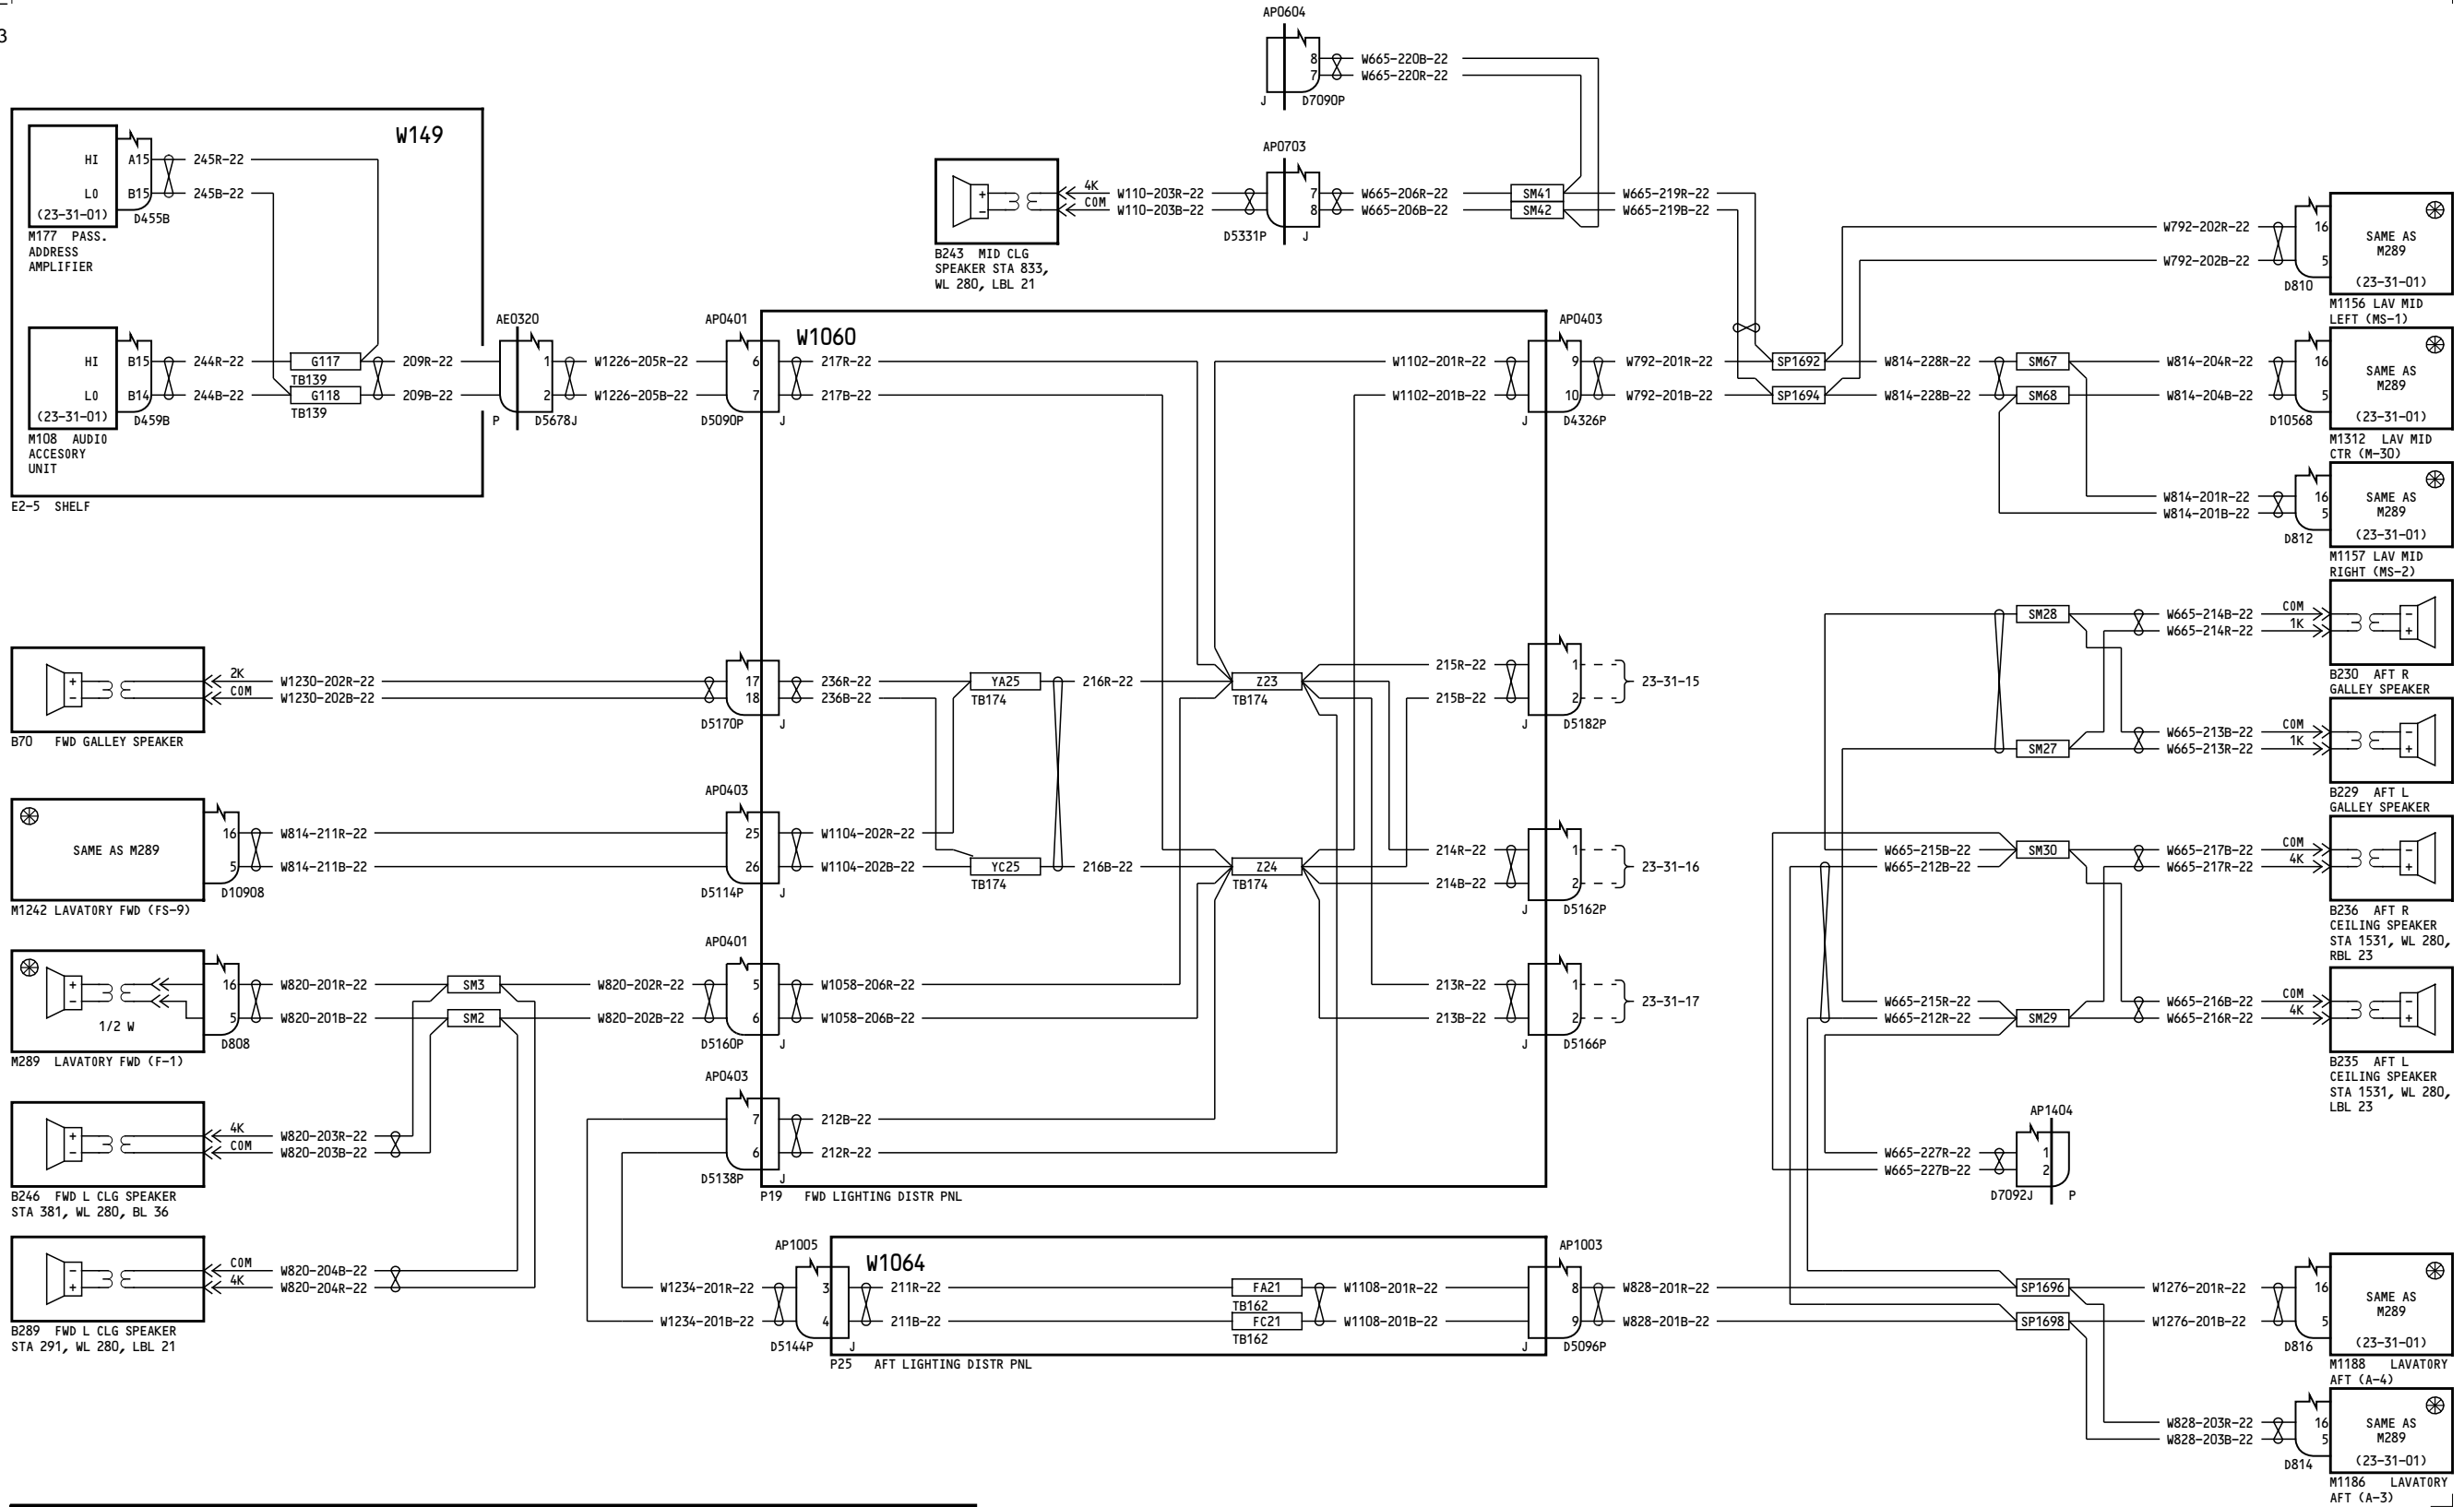 3
AP0604
8
W665-220B-22
7
W665-220R-22
J
D7090P
W149
HI
A15
245R-22
LO
B15
245B-22
(23-31-01)
D455B
M177 PASS.
ADDRESS
AMPLIFIER
HI
B15
244R-22
G117
209R-22
TB139
LO
B14
244B-22
G118
209B-22
TB139
(23-31-01)
D459B
M108 AUDIO
ACCESORY
UNIT
E2-5 SHELF
AE0320
1
2
P
D5678J
W1226-205R-22
W1226-205B-22
AP0401
6
7
D5090P
J
AP0703
4K
W110-203R-22
7
W665-206R-22
SM41
W665-219R-22
COM
W110-203B-22
8
W665-206B-22
SM42
W665-219B-22
D5331P
J
+
-
B243 MID CLG
SPEAKER STA 833,
WL 280, LBL 21
W1060
217R-22
217B-22
W1102-201R-22
W1102-201B-22
AP0403
9
10
J
D4326P
W792-201R-22
W792-201B-22
SP1692
SP1694
W814-228R-22
W814-228B-22
SM67
SM68
W792-202R-22
W792-202B-22
16
5
D810
SAME AS
M289
(23-31-01)
M1156 LAV MID
LEFT (MS-1)
W814-204R-22
W814-204B-22
16
5
D10568
SAME AS
M289
(23-31-01)
M1312 LAV MID
CTR (M-30)
W814-201R-22
W814-201B-22
16
5
D812
SAME AS
M289
(23-31-01)
M1157 LAV MID
RIGHT (MS-2)
+
-
2K
W1230-202R-22
COM
W1230-202B-22
B70 FWD GALLEY SPEAKER
17
18
D5170P
J
236R-22
236B-22
YA25
TB174
216R-22
Z23
TB174
215R-22
215B-22
1
2
J
D5182P
23-31-15
SAME AS M289
16
5
D10908
W814-211R-22
W814-211B-22
M1242 LAVATORY FWD (FS-9)
AP0403
25
26
D5114P
J
W1104-202R-22
W1104-202B-22
YC25
TB174
216B-22
Z24
TB174
214R-22
214B-22
1
2
J
D5162P
23-31-16
+
-
1/2 W
16
5
D808
W820-201R-22
W820-201B-22
SM3
SM2
W820-202R-22
W820-202B-22
M289 LAVATORY FWD (F-1)
AP0401
5
6
D5160P
J
W1058-206R-22
W1058-206B-22
213R-22
213B-22
1
2
J
D5166P
23-31-17
+
-
4K
W820-203R-22
COM
W820-203B-22
B246 FWD L CLG SPEAKER
STA 381, WL 280, BL 36
AP0403
7
6
D5138P
J
212B-22
212R-22
P19 FWD LIGHTING DISTR PNL
-
+
COM
W820-204B-22
4K
W820-204R-22
B289 FWD L CLG SPEAKER
STA 291, WL 280, LBL 21
W1234-201R-22
W1234-201B-22
AP1005
3
4
D5144P
J
W1064
211R-22
211B-22
FA21
TB162
FC21
TB162
W1108-201R-22
W1108-201B-22
P25 AFT LIGHTING DISTR PNL
AP1003
8
9
J
D5096P
W828-201R-22
W828-201B-22
SM28
W665-214B-22
COM
W665-214R-22
1K
-
+
B230 AFT R
GALLEY SPEAKER
SM27
W665-213B-22
COM
W665-213R-22
1K
-
+
B229 AFT L
GALLEY SPEAKER
W665-215B-22
W665-212B-22
SM30
W665-217B-22
COM
W665-217R-22
4K
-
+
B236 AFT R
CEILING SPEAKER
STA 1531, WL 280,
RBL 23
W665-215R-22
W665-212R-22
SM29
W665-216B-22
COM
W665-216R-22
4K
-
+
B235 AFT L
CEILING SPEAKER
STA 1531, WL 280,
LBL 23
AP1404
W665-227R-22
1
W665-227B-22
2
D7092J
P
SP1696
SP1698
W1276-201R-22
W1276-201B-22
16
5
D816
SAME AS
M289
(23-31-01)
M1188 LAVATORY
AFT (A-4)
W828-203R-22
W828-203B-22
16
5
D814
SAME AS
M289
(23-31-01)
M1186 LAVATORY
AFT (A-3)